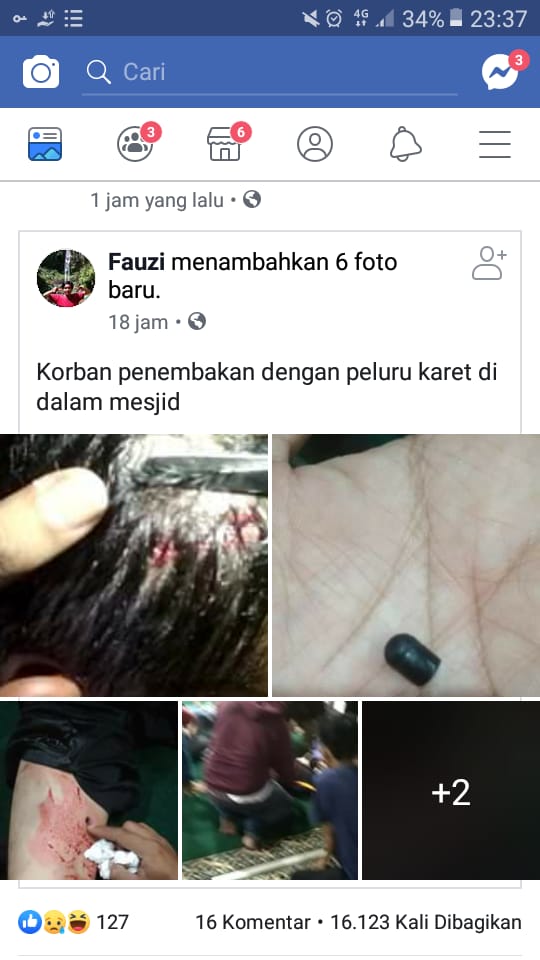 4G 34% 23:37
Cari
3
3 6
1 jam yang lalu •
Fauzi menambahkan 6 foto
baru.
18 jam •
Korban penembakan dengan peluru karet di
dalam mesjid
+2
127 16 Komentar • 16.123 Kali Dibagikan